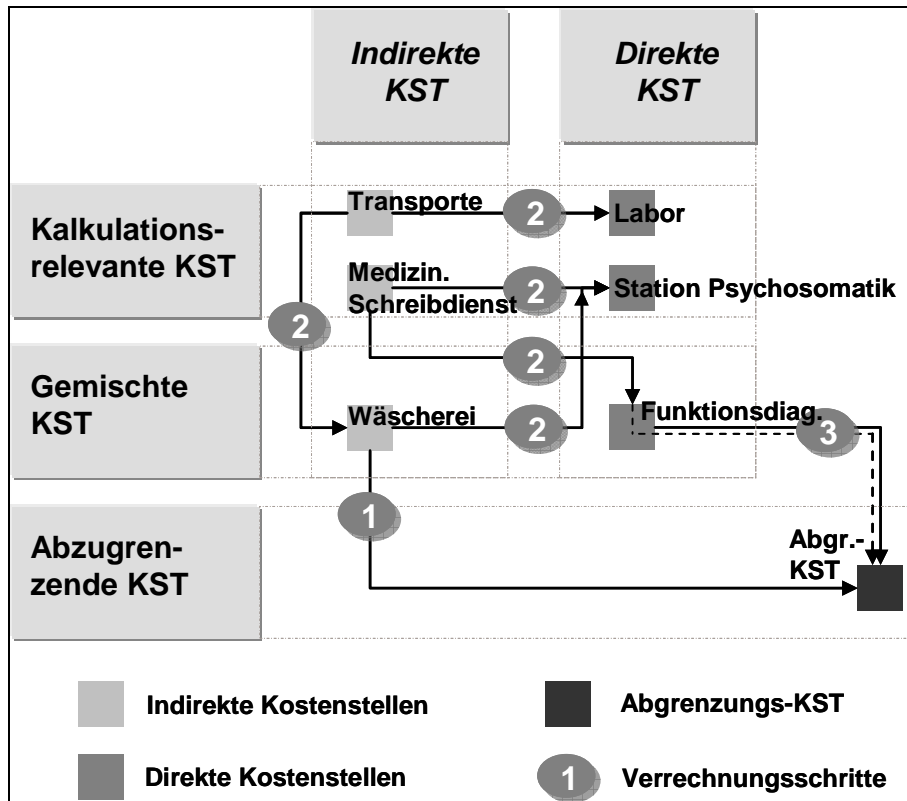 Indirekte
KST
Direkte
KST
Kalkulations-
relevante KST
Transporte
2
Labor
Medizin.
Schreibdienst
2
Station Psychosomatik
2
2
Gemischte
KST
Wäscherei
2
Funktionsdiag.
3
1
Abzugren-
zende KST
Abgr.-
KST
Indirekte Kostenstellen
Abgrenzungs-KST
Direkte Kostenstellen
1
Verrechnungsschritte